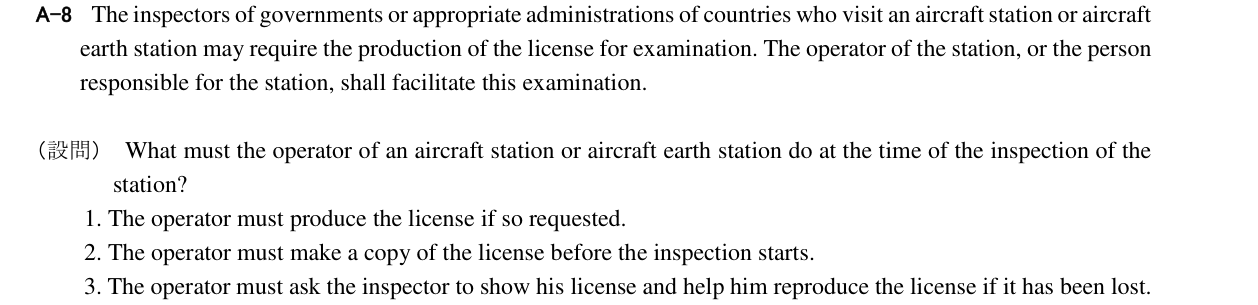 A−8 The inspectors of governments or appropriate administrations of countries who visit an aircraft station or aircraft
earth station may require the production of the license for examination. The operator of the station, or the person
responsible for the station, shall facilitate this examination.
（設問） What must the operator of an aircraft station or aircraft earth station do at the time of the inspection of the
station?
1. The operator must produce the license if so requested.
2. The operator must make a copy of the license before the inspection starts.
3. The operator must ask the inspector to show his license and help him reproduce the license if it has been lost.